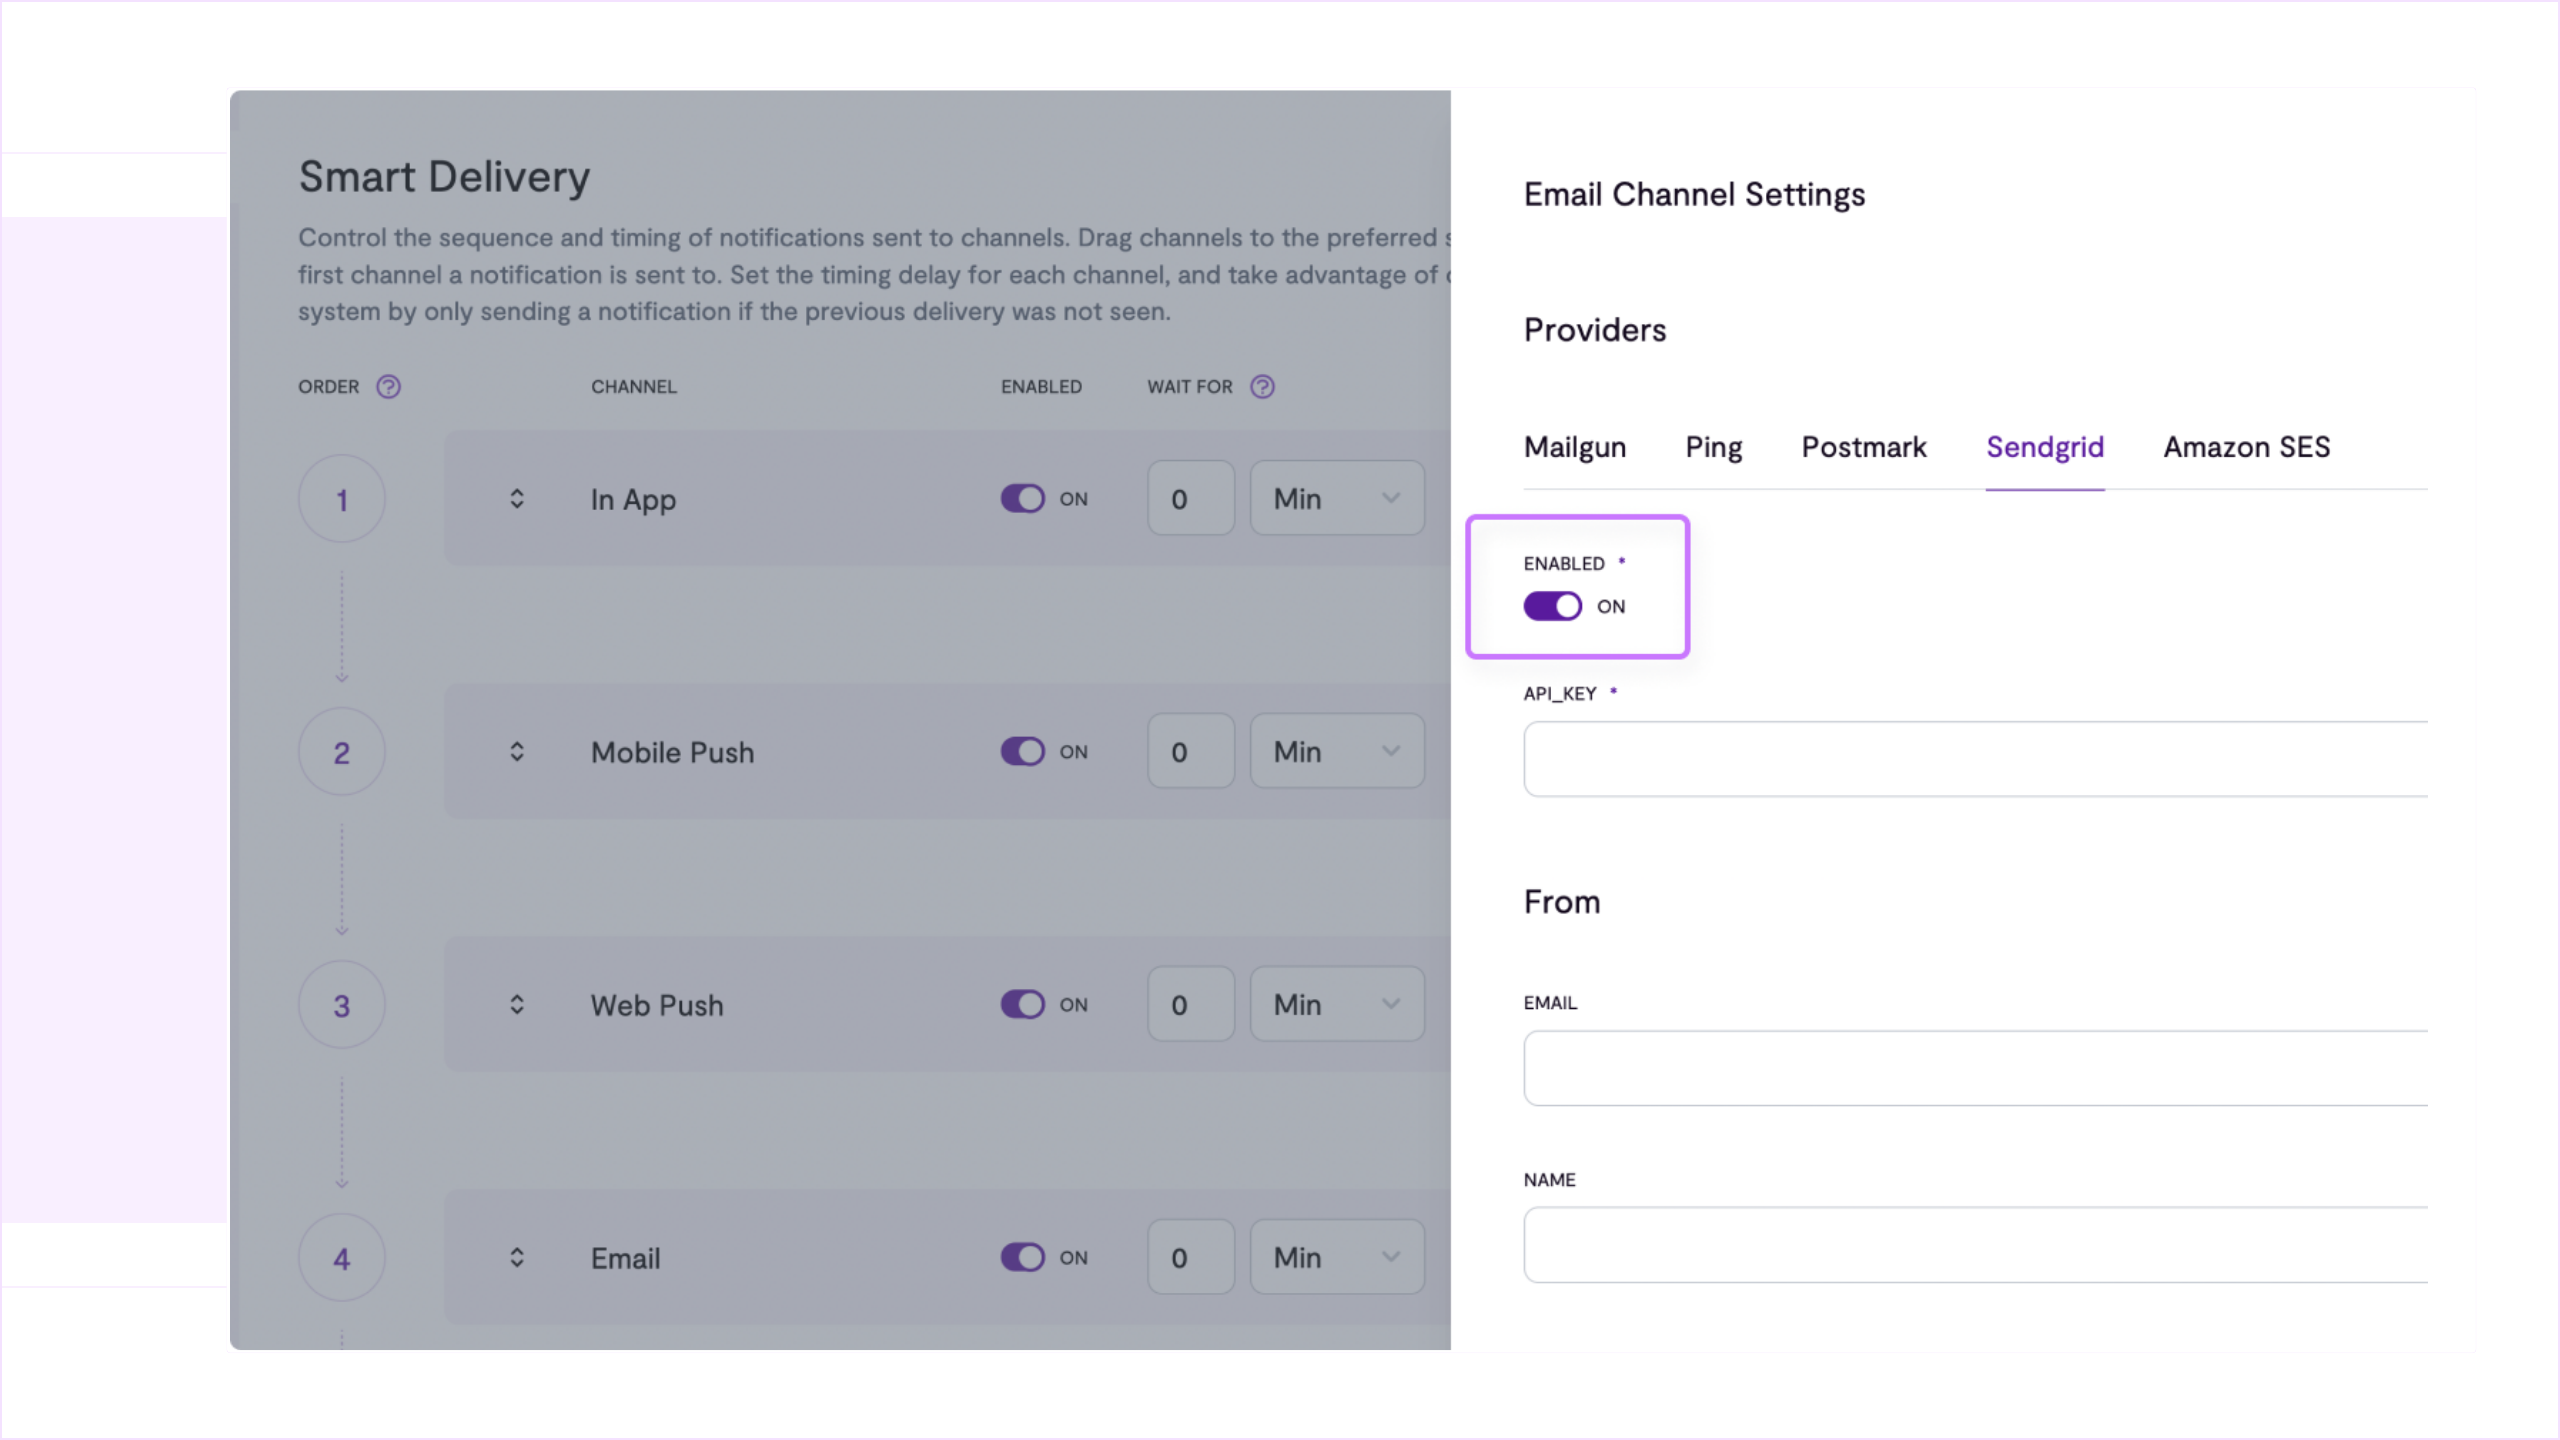 Smart Delivery
Control the sequence and timing of notifications sent to channels. Drag channels to the preferred
first channel a notification is sent to. Set the timing delay for each channel, and take advantage of
system by only sending a notification if the previous delivery was not seen.
ORDER ? CHANNEL ENABLED WAIT FOR ?
1 In App ON 0 Min
2 Mobile Push ON 0 Min
3 Web Push ON 0 Min
4 Email ON 0 Min
Email Channel Settings
Providers
Mailgun Ping Postmark Sendgrid Amazon SES
ENABLED *
ON
API_KEY *
From
EMAIL
NAME